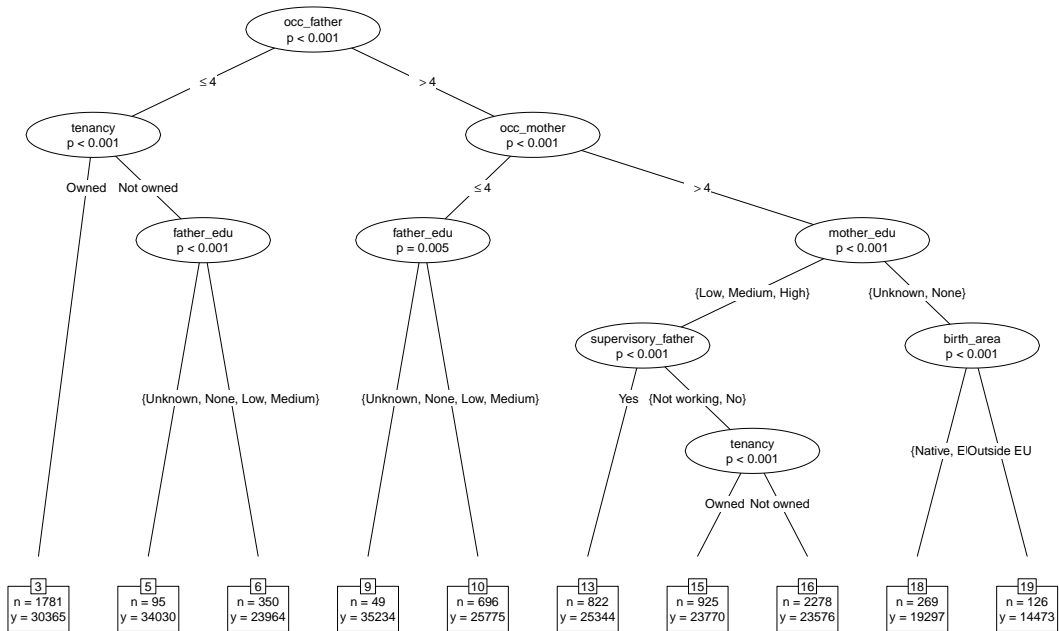 occ_father
p < 0.001
≤ 4
> 4
tenancy
p < 0.001
occ_mother
p < 0.001
Owned
Not owned
≤ 4
> 4
father_edu
p < 0.001
father_edu
p = 0.005
mother_edu
p < 0.001
{Low, Medium, High}
{Unknown, None}
supervisory_father
p < 0.001
birth_area
p < 0.001
{Unknown, None, Low, Medium}
{Unknown, None, Low, Medium}
Yes
{Not working, No}
tenancy
p < 0.001
{Native, E
Outside EU
Owned
Not owned
3
n = 1781
y = 30365
5
n = 95
y = 34030
6
n = 350
y = 23964
9
n = 49
y = 35234
10
n = 696
y = 25775
13
n = 822
y = 25344
15
n = 925
y = 23770
16
n = 2278
y = 23576
18
n = 269
y = 19297
19
n = 126
y = 14473